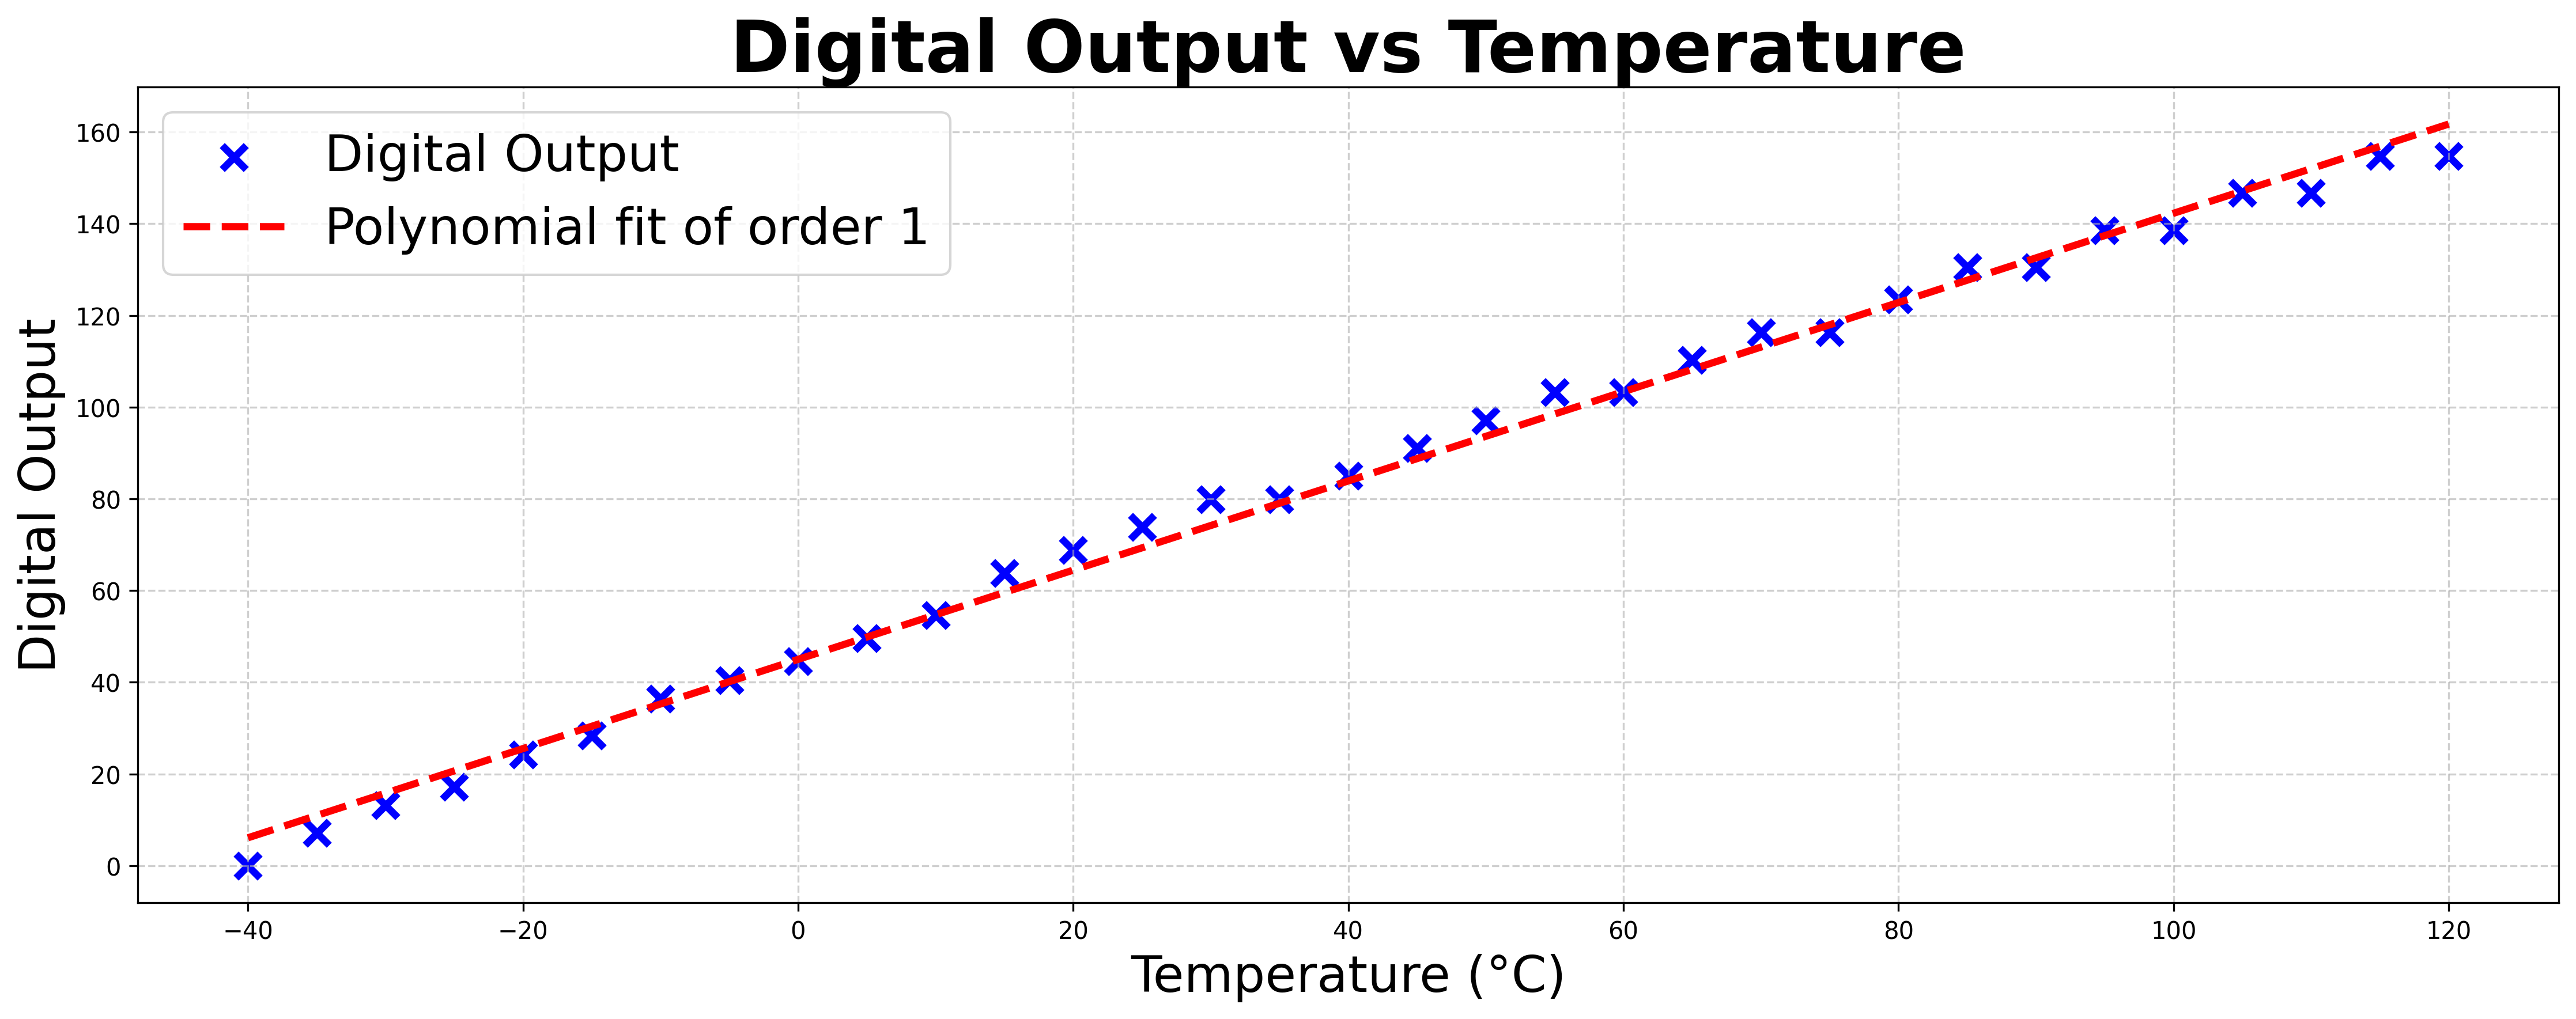 Digital Output vs Temperature
Digital Output
Polynomial fit of order 1
Digital Output
160
140
120
100
80
60
40
20
0
−40 −20 0 20 40 60 80 100 120
Temperature (°C)